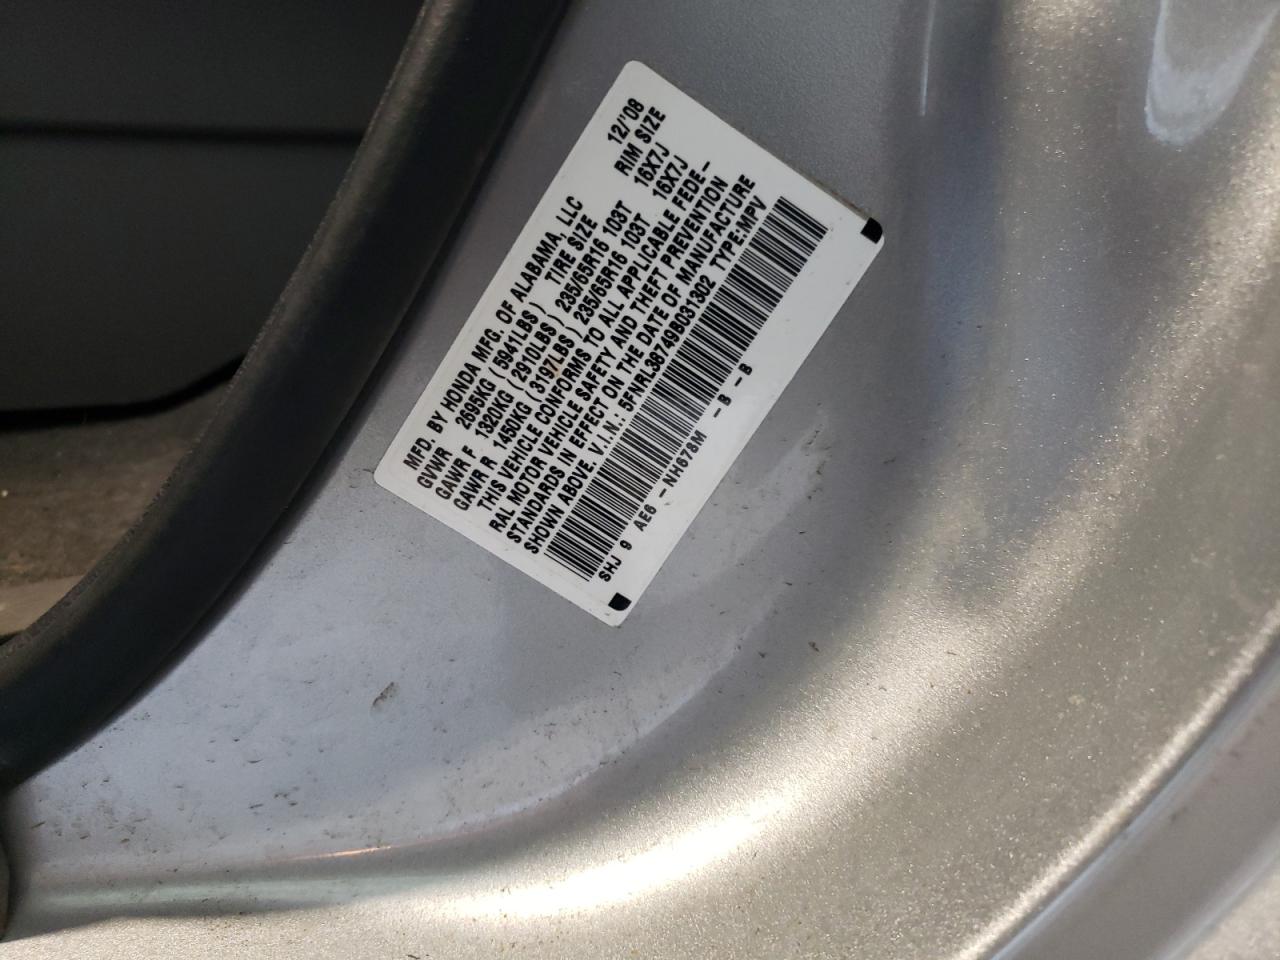 MFD. BY HONDA MFG. OF ALABAMA, LLC 12/'08
GVWR 2695KG (5941LBS) TIRE SIZE RIM SIZE
GAWR F 1320KG (2910LBS) 235/65R16 103T 16X7J
GAWR R 1450KG (3197LBS) 235/65R16 103T 16X7J
THIS VEHICLE CONFORMS TO ALL APPLICABLE FEDE-
RAL MOTOR VEHICLE SAFETY AND THEFT PREVENTION
STANDARDS IN EFFECT ON THE DATE OF MANUFACTURE
SHOWN ABOVE. V.I.N.: 5FNRL38749B031302 TYPE:MPV
SHJ 9 AE6 -NH678M -B -B